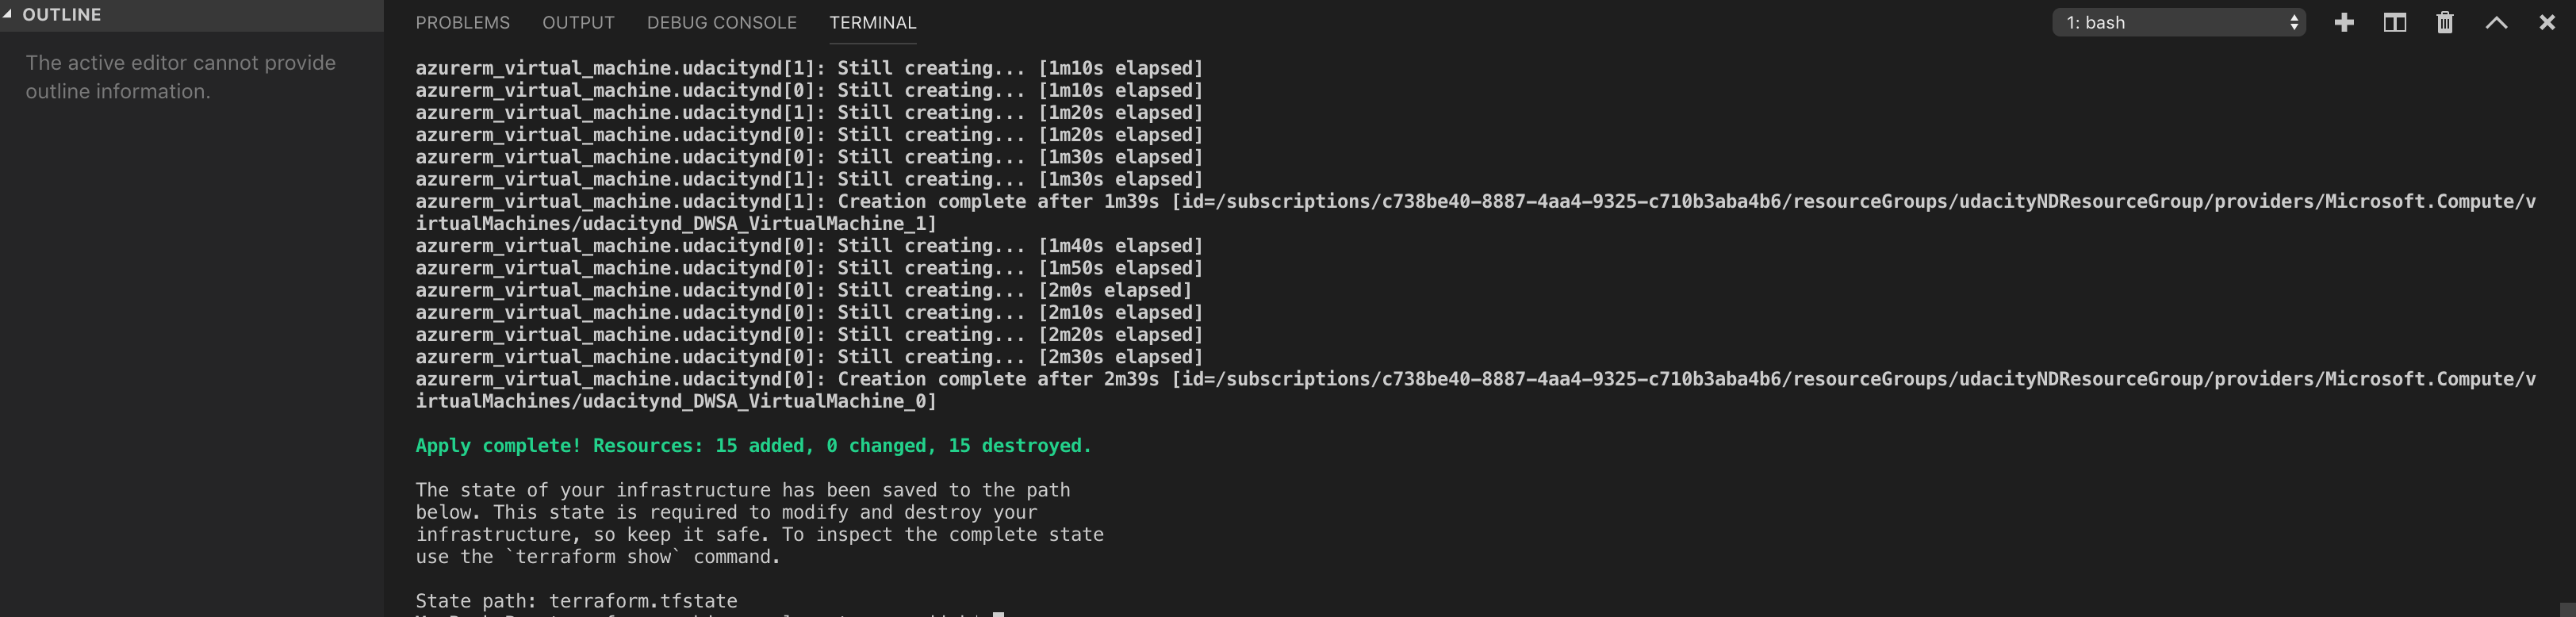 OUTLINE
The active editor cannot provide
outline information.
PROBLEMS OUTPUT DEBUG CONSOLE TERMINAL 1: bash
azurerm_virtual_machine.udacitynd[1]: Still creating... [1m10s elapsed]
azurerm_virtual_machine.udacitynd[0]: Still creating... [1m10s elapsed]
azurerm_virtual_machine.udacitynd[1]: Still creating... [1m20s elapsed]
azurerm_virtual_machine.udacitynd[0]: Still creating... [1m20s elapsed]
azurerm_virtual_machine.udacitynd[0]: Still creating... [1m30s elapsed]
azurerm_virtual_machine.udacitynd[1]: Still creating... [1m30s elapsed]
azurerm_virtual_machine.udacitynd[1]: Creation complete after 1m39s [id=/subscriptions/c738be40-8887-4aa4-9325-c710b3aba4b6/resourceGroups/udacityNDResourceGroup/providers/Microsoft.Compute/v
irtualMachines/udacitynd_DWSA_VirtualMachine_1]
azurerm_virtual_machine.udacitynd[0]: Still creating... [1m40s elapsed]
azurerm_virtual_machine.udacitynd[0]: Still creating... [1m50s elapsed]
azurerm_virtual_machine.udacitynd[0]: Still creating... [2m0s elapsed]
azurerm_virtual_machine.udacitynd[0]: Still creating... [2m10s elapsed]
azurerm_virtual_machine.udacitynd[0]: Still creating... [2m20s elapsed]
azurerm_virtual_machine.udacitynd[0]: Still creating... [2m30s elapsed]
azurerm_virtual_machine.udacitynd[0]: Creation complete after 2m39s [id=/subscriptions/c738be40-8887-4aa4-9325-c710b3aba4b6/resourceGroups/udacityNDResourceGroup/providers/Microsoft.Compute/v
irtualMachines/udacitynd_DWSA_VirtualMachine_0]
Apply complete! Resources: 15 added, 0 changed, 15 destroyed.
The state of your infrastructure has been saved to the path
below. This state is required to modify and destroy your
infrastructure, so keep it safe. To inspect the complete state
use the `terraform show` command.
State path: terraform.tfstate